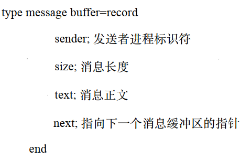 type message buffer=record
sender; 发送者进程标识符
size; 消息长度
text; 消息正文
next; 指向下一个消息缓冲区的指针
end